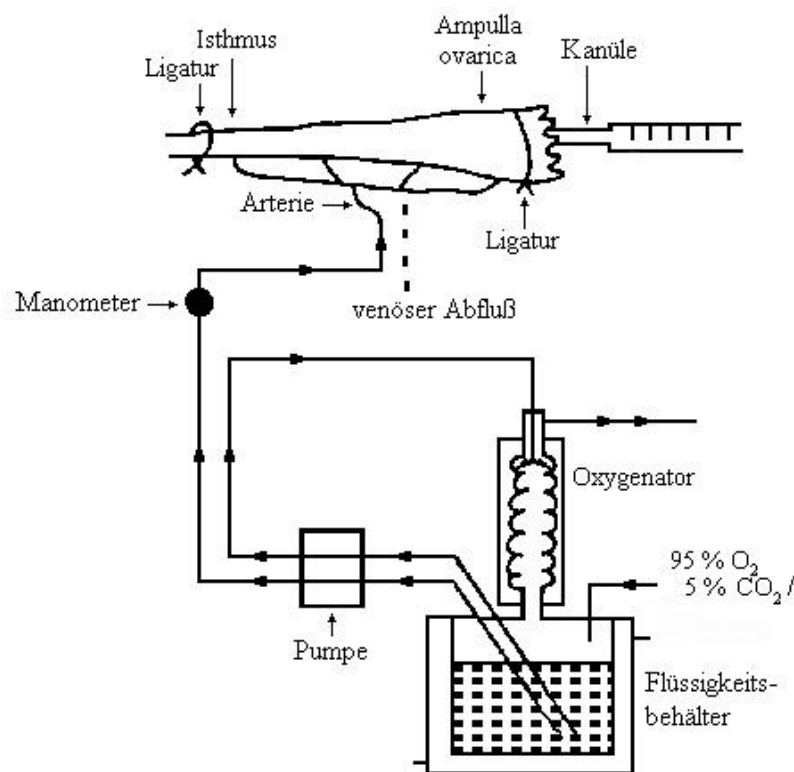 Isthmus
Ligatur
Ampulla
ovarica
Kanüle
Arterie
Ligatur
Manometer
venöser Abfluß
Oxygenator
95 % O₂
5 % CO₂ /
Pumpe
Flüssigkeits-
behälter